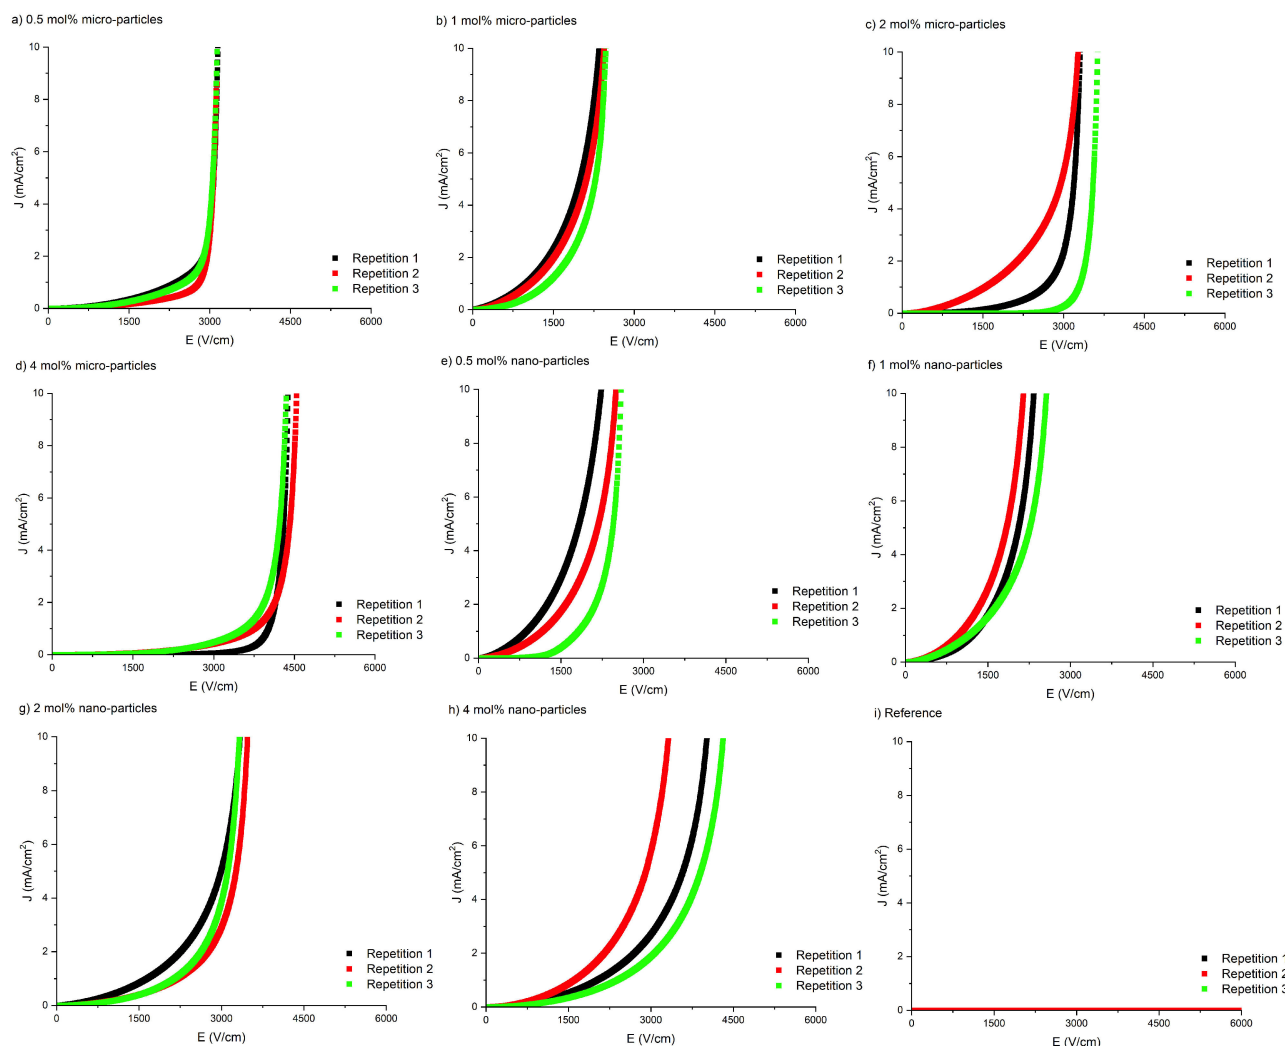 a) 0.5 mol% micro-particles
10
8
6
4
2
0
J (mA/cm²)
Repetition 1
Repetition 2
Repetition 3
0 1500 3000 4500 6000
E (V/cm)
b) 1 mol% micro-particles
10
8
6
4
2
0
J (mA/cm²)
Repetition 1
Repetition 2
Repetition 3
0 1500 3000 4500 6000
E (V/cm)
c) 2 mol% micro-particles
10
8
6
4
2
0
J (mA/cm²)
Repetition 1
Repetition 2
Repetition 3
0 1500 3000 4500 6000
E (V/cm)
d) 4 mol% micro-particles
10
8
6
4
2
0
J (mA/cm²)
Repetition 1
Repetition 2
Repetition 3
0 1500 3000 4500 6000
E (V/cm)
e) 0.5 mol% nano-particles
10
8
6
4
2
0
J (mA/cm²)
Repetition 1
Repetition 2
Repetition 3
0 1500 3000 4500 6000
E (V/cm)
f) 1 mol% nano-particles
10
8
6
4
2
0
J (mA/cm²)
Repetition 1
Repetition 2
Repetition 3
0 1500 3000 4500 6000
E (V/cm)
g) 2 mol% nano-particles
10
8
6
4
2
0
J (mA/cm²)
Repetition 1
Repetition 2
Repetition 3
0 1500 3000 4500 6000
E (V/cm)
h) 4 mol% nano-particles
10
8
6
4
2
0
J (mA/cm²)
Repetition 1
Repetition 2
Repetition 3
0 1500 3000 4500 6000
E (V/cm)
i) Reference
10
8
6
4
2
0
J (mA/cm²)
Repetition 1
Repetition 2
Repetition 3
0 1500 3000 4500 6000
E (V/cm)